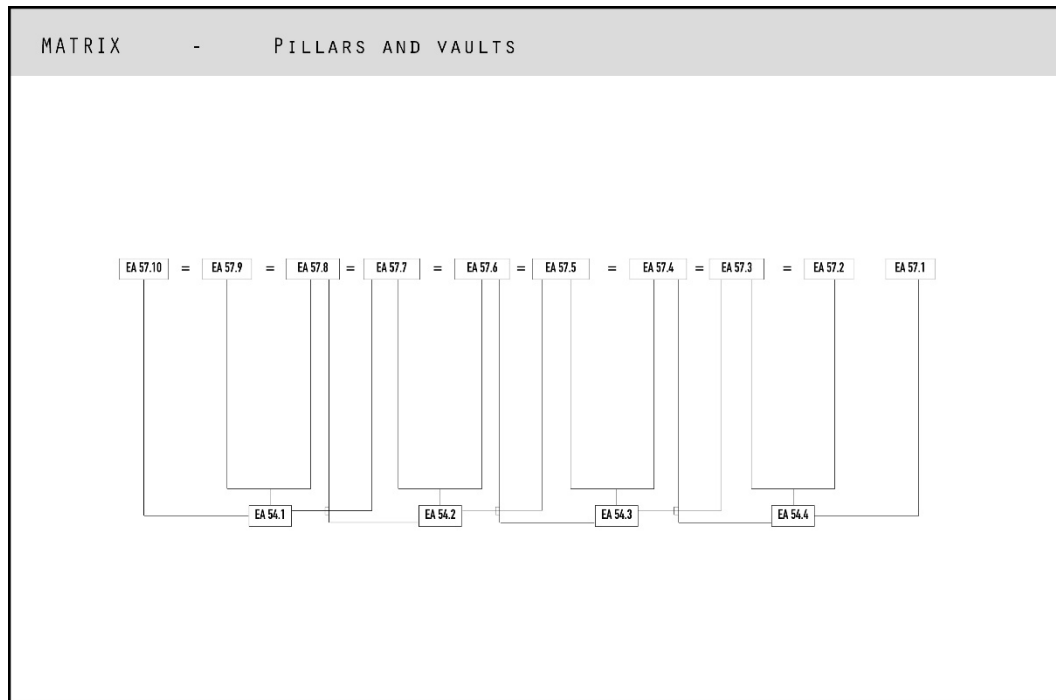 MATRIX - PILLARS AND VAULTS
EA 57.10 = EA 57.9 = EA 57.8 = EA 57.7 = EA 57.6 = EA 57.5 = EA 57.4 = EA 57.3 = EA 57.2 EA 57.1
EA 54.1 EA 54.2 EA 54.3 EA 54.4